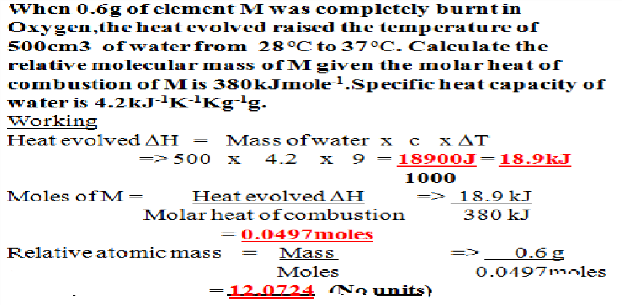 When 0.6g of element M was completely burnt in
Oxygen,the heat evolved raised the temperature of
500cm3 of water from 28°C to 37°C. Calculate the
relative molecular mass of M given the molar heat of
combustion of M is 380kJmole-¹.Specific heat capacity of
water is 4.2kJ-¹K-¹Kg-¹g.
Working
Heat evolved ΔH = Mass of water x c x ΔT
=> 500 x 4.2 x 9 = 18900J = 18.9kJ
1000
Moles of M = Heat evolved ΔH => 18.9 kJ
Molar heat of combustion 380 kJ
= 0.0497moles
Relative atomic mass = Mass => 0.6 g
Moles 0.0497moles
= 12.0724 (No units)